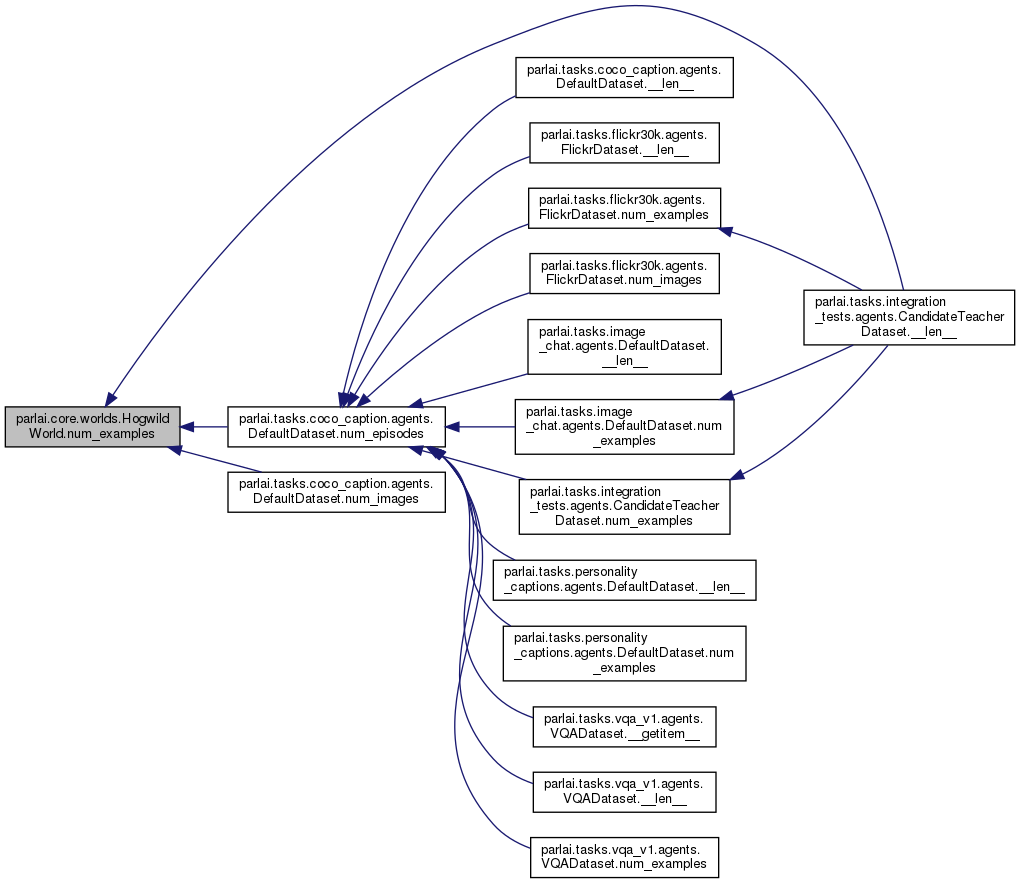 parlai.core.worlds.Hogwild
World.num_examples
parlai.tasks.coco_caption.agents.
DefaultDataset.num_episodes
parlai.tasks.coco_caption.agents.
DefaultDataset.num_images
parlai.tasks.coco_caption.agents.
DefaultDataset.__len__
parlai.tasks.flickr30k.agents.
FlickrDataset.__len__
parlai.tasks.flickr30k.agents.
FlickrDataset.num_examples
parlai.tasks.flickr30k.agents.
FlickrDataset.num_images
parlai.tasks.image
_chat.agents.DefaultDataset.
__len__
parlai.tasks.image
_chat.agents.DefaultDataset.num
_examples
parlai.tasks.integration
_tests.agents.CandidateTeacher
Dataset.num_examples
parlai.tasks.personality
_captions.agents.DefaultDataset.__len__
parlai.tasks.personality
_captions.agents.DefaultDataset.num
_examples
parlai.tasks.vqa_v1.agents.
VQADataset.__getitem__
parlai.tasks.vqa_v1.agents.
VQADataset.__len__
parlai.tasks.vqa_v1.agents.
VQADataset.num_examples
parlai.tasks.integration
_tests.agents.CandidateTeacher
Dataset.__len__